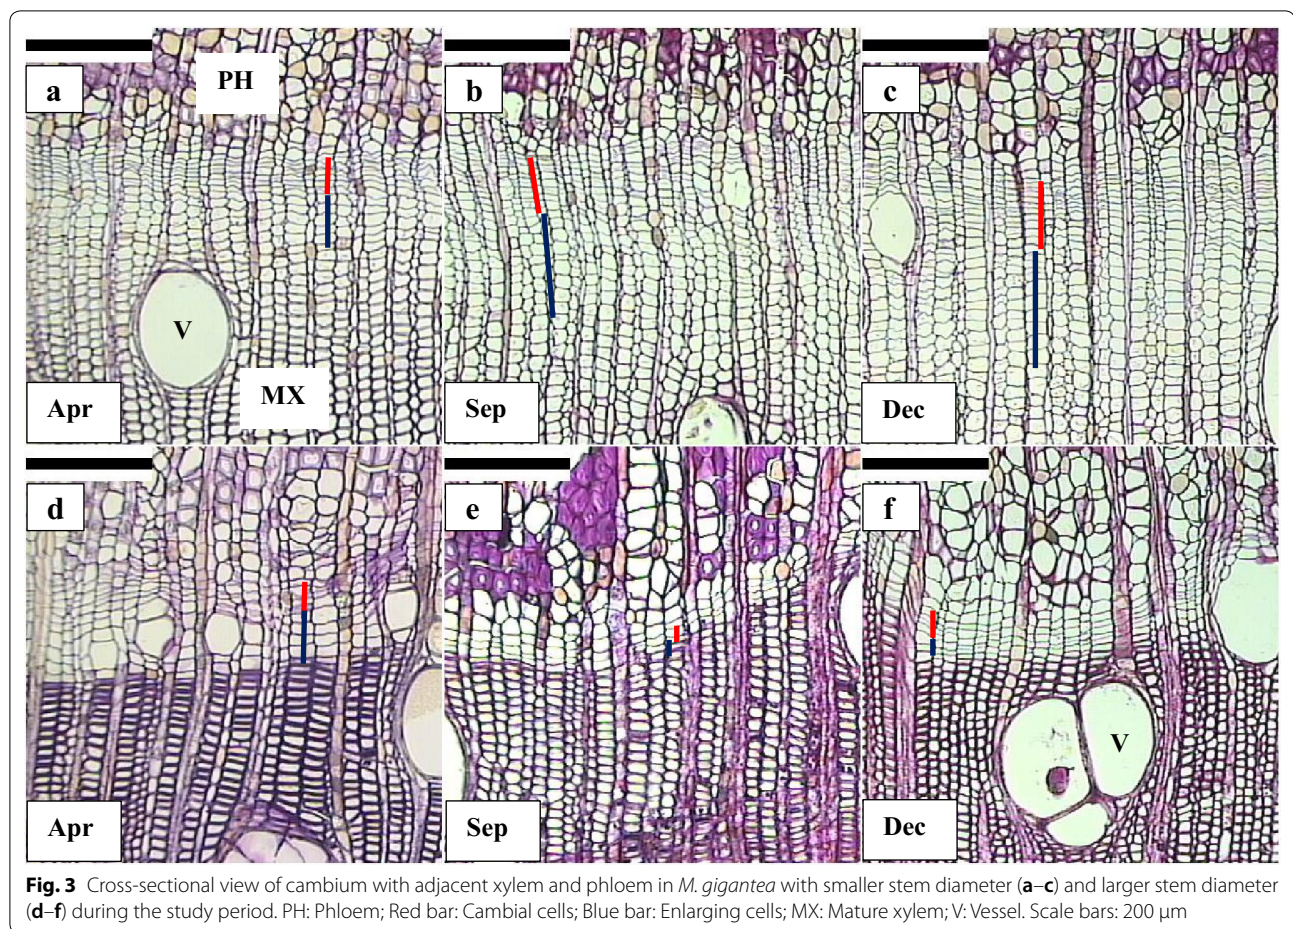 a
PH
b
c
V
MX
Apr
Sep
Dec
d
e
f
V
Apr
Sep
Dec
Fig. 3 Cross-sectional view of cambium with adjacent xylem and phloem in M. gigantea with smaller stem diameter (a–c) and larger stem diameter
(d–f) during the study period. PH: Phloem; Red bar: Cambial cells; Blue bar: Enlarging cells; MX: Mature xylem; V: Vessel. Scale bars: 200 µm